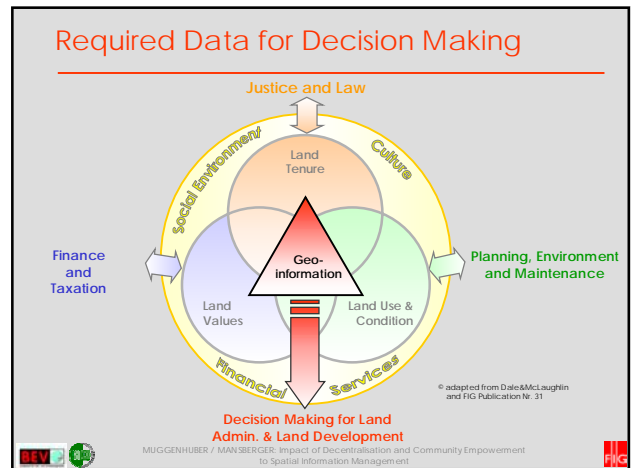 Required Data for Decision Making
Justice and Law
Social Environment
Culture
Land
Tenure
Finance
and
Taxation
Geo-
information
Planning, Environment
and Maintenance
Land
Values
Land Use &
Condition
Financial Services
© adapted from Dale&McLaughlin
and FIG Publication Nr. 31
Decision Making for Land
Admin. & Land Development
BEV
MUGGENHUBER / MANSBERGER: Impact of Decentralisation and Community Empowerment
to Spatial Information Management
FIG